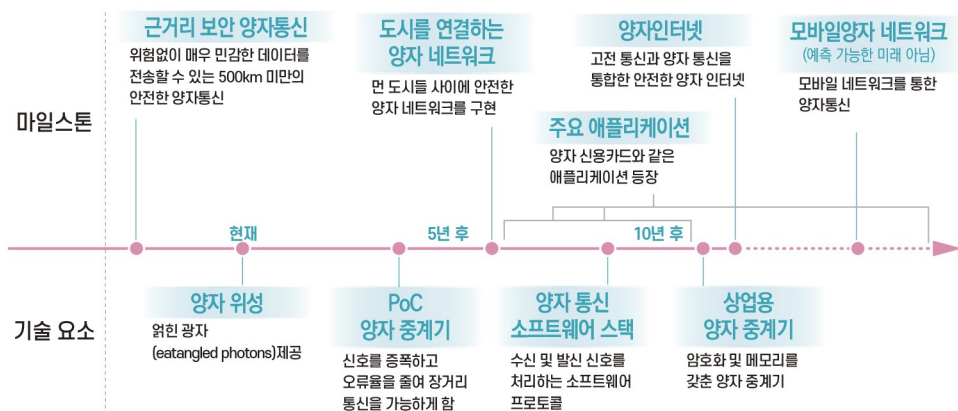 마일스톤
근거리 보안 양자통신
위험없이 매우 민감한 데이터를
전송할 수 있는 500km 미만의
안전한 양자통신
도시를 연결하는
양자 네트워크
먼 도시들 사이에 안전한
양자 네트워크를 구현
양자인터넷
고전 통신과 양자 통신을
통합한 안전한 양자 인터넷
모바일양자 네트워크
(예측 가능한 미래 아님)
모바일 네트워크를 통한
양자통신
주요 애플리케이션
양자 신용카드와 같은
애플리케이션 등장
현재
5년 후
10년 후
기술 요소
양자 위성
얽힌 광자
(eatangled photons)제공
PoC
양자 중계기
신호를 증폭하고
오류율을 줄여 장거리
통신을 가능하게 함
양자 통신
소프트웨어 스택
수신 및 발신 신호를
처리하는 소프트웨어
프로토콜
상업용
양자 중계기
암호화 및 메모리를
갖춘 양자 중계기